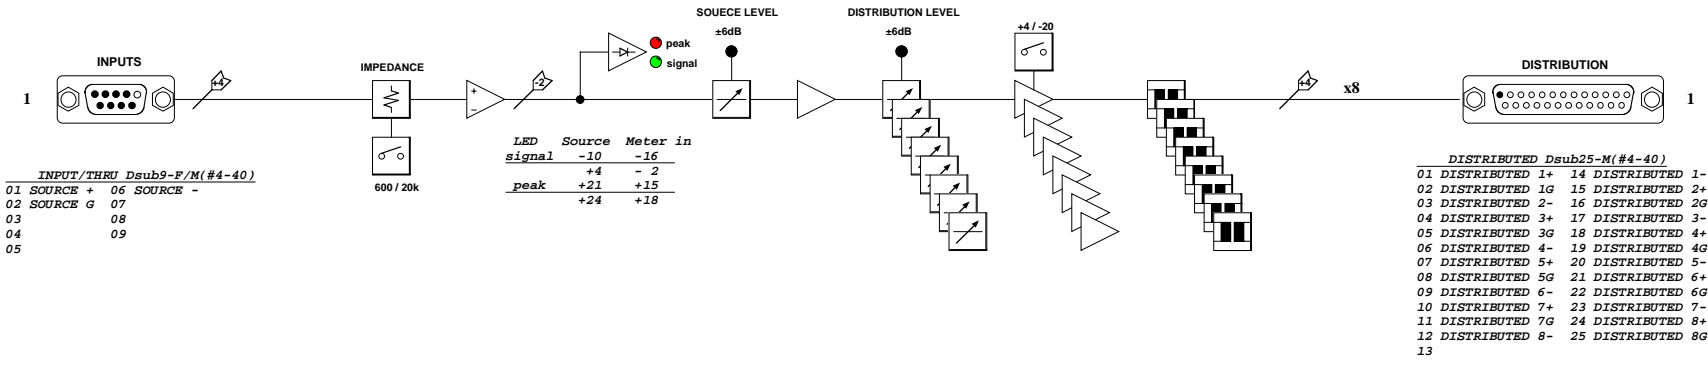 SOUECE LEVEL
±6dB
DISTRIBUTION LEVEL
±6dB
+4 / -20
peak
signal
INPUTS
1
+4
IMPEDANCE
600 / 20k
+
-
-2
+4
x8
DISTRIBUTION
1
LED Source Meter in
signal -10 -16
+4 - 2
peak +21 +15
+24 +18
INPUT/THRU Dsub9-F/M(#4-40)
01 SOURCE + 06 SOURCE -
02 SOURCE G 07
03 08
04 09
05
DISTRIBUTED Dsub25-M(#4-40)
01 DISTRIBUTED 1+ 14 DISTRIBUTED 1-
02 DISTRIBUTED 1G 15 DISTRIBUTED 2+
03 DISTRIBUTED 2- 16 DISTRIBUTED 2G
04 DISTRIBUTED 3+ 17 DISTRIBUTED 3-
05 DISTRIBUTED 3G 18 DISTRIBUTED 4+
06 DISTRIBUTED 4- 19 DISTRIBUTED 4G
07 DISTRIBUTED 5+ 20 DISTRIBUTED 5-
08 DISTRIBUTED 5G 21 DISTRIBUTED 6+
09 DISTRIBUTED 6- 22 DISTRIBUTED 6G
10 DISTRIBUTED 7+ 23 DISTRIBUTED 7-
11 DISTRIBUTED 7G 24 DISTRIBUTED 8+
12 DISTRIBUTED 8- 25 DISTRIBUTED 8G
13